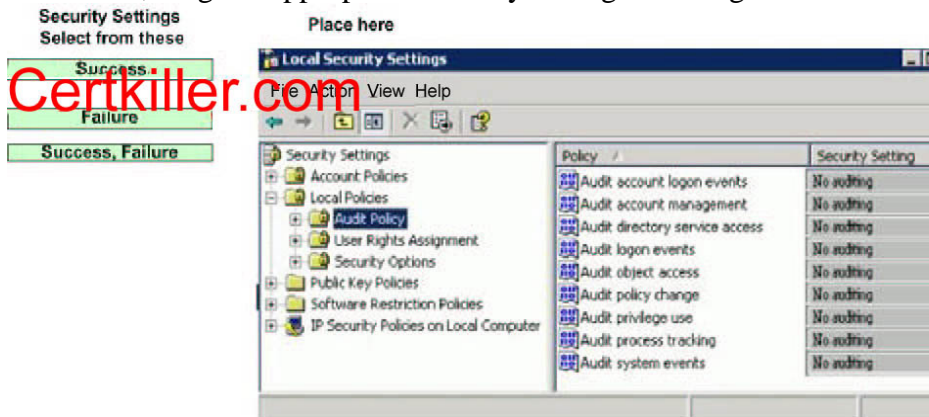 Security Settings
Select from these
Place here
Success
Failure
Success, Failure
Certkiller.com
Local Security Settings
File Action View Help
Security Settings
Account Policies
Local Policies
Audit Policy
User Rights Assignment
Security Options
Public Key Policies
Software Restriction Policies
IP Security Policies on Local Computer
Policy
Security Setting
Audit account logon events
No auditing
Audit account management
No auditing
Audit directory service access
No auditing
Audit logon events
No auditing
Audit object access
No auditing
Audit policy change
No auditing
Audit privilege use
No auditing
Audit process tracking
No auditing
Audit system events
No auditing